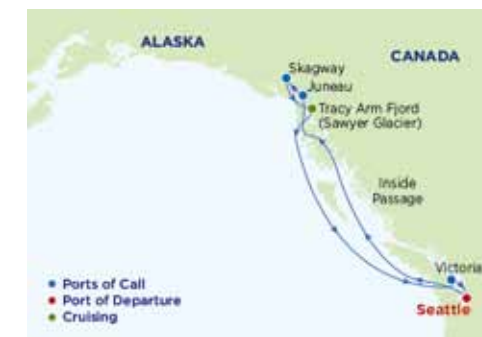 ALASKA
CANADA
Skagway
Juneau
Tracy Arm Fjord
(Sawyer Glacier)
Inside
Passage
Victoria
Seattle
Ports of Call
Port of Departure
Cruising